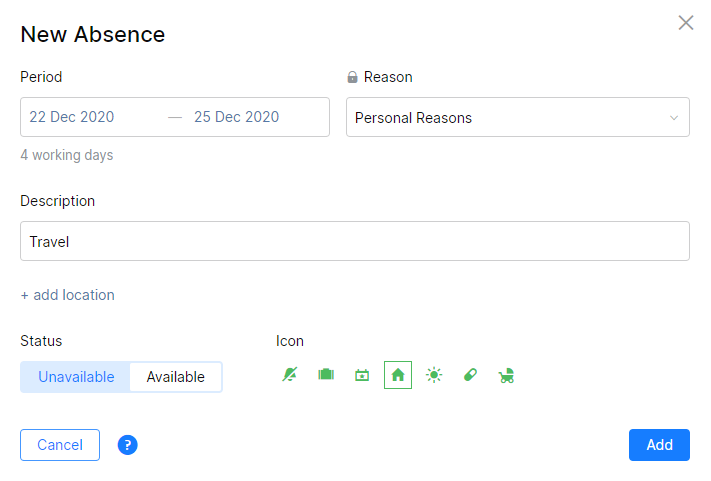 New Absence
Period
Reason
22 Dec 2020 — 25 Dec 2020
Personal Reasons
4 working days
Description
Travel
+ add location
Status
Icon
Unavailable Available
Cancel ? Add